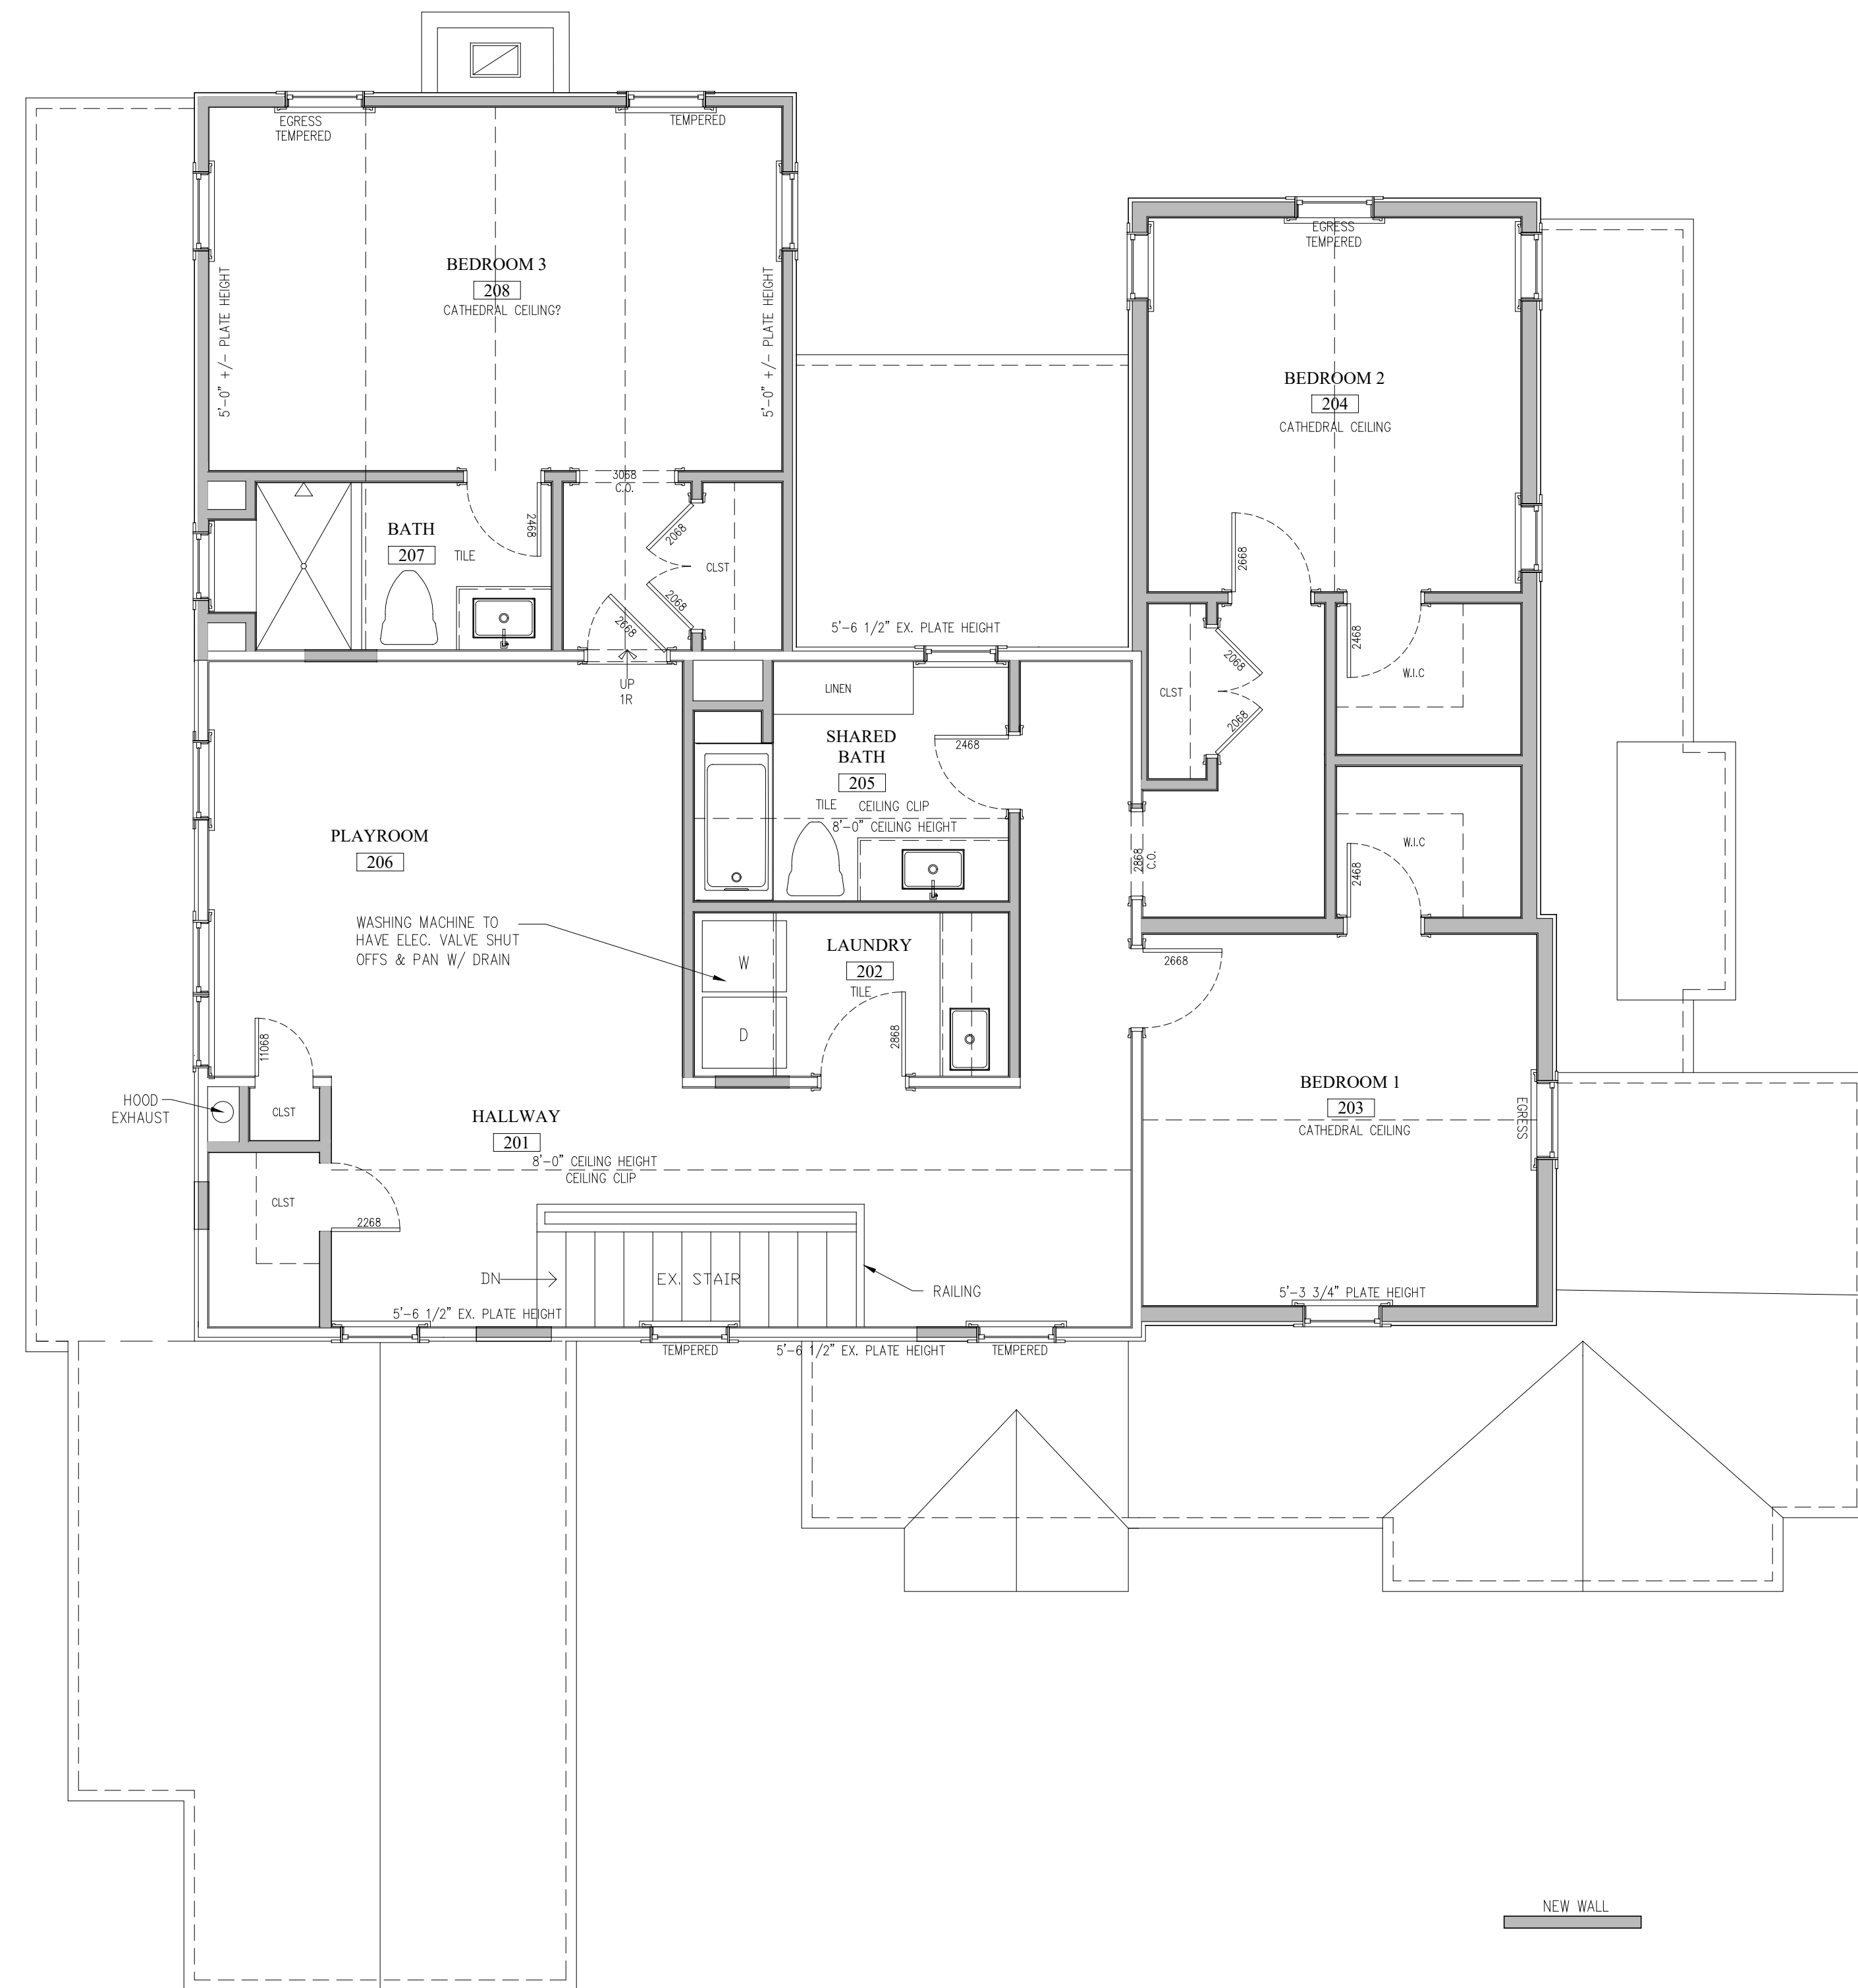 EGRESS
TEMPERED
TEMPERED
BEDROOM 3
208
CATHEDRAL CEILING?
5'-0" +/- PLATE HEIGHT
5'-0" +/- PLATE HEIGHT
EGRESS
TEMPERED
BEDROOM 2
204
CATHEDRAL CEILING
3068
C.O.
2468
BATH
207
TILE
2068
CLST
2068
2668
UP
1R
5'-6 1/2" EX. PLATE HEIGHT
2668
2468
W.I.C
CLST
2068
2068
LINEN
SHARED
BATH
205
2468
TILE
CEILING CLIP
8'-0" CEILING HEIGHT
2868
C.O.
W.I.C
2468
PLAYROOM
206
WASHING MACHINE TO
HAVE ELEC. VALVE SHUT
OFFS & PAN W/ DRAIN
W
D
LAUNDRY
202
TILE
2868
2668
11068
HOOD
EXHAUST
CLST
HALLWAY
201
8'-0" CEILING HEIGHT
CEILING CLIP
BEDROOM 1
203
CATHEDRAL CEILING
EGRESS
CLST
2268
DN
EX. STAIR
RAILING
5'-6 1/2" EX. PLATE HEIGHT
5'-3 3/4" PLATE HEIGHT
TEMPERED
5'-6 1/2" EX. PLATE HEIGHT
TEMPERED
NEW WALL